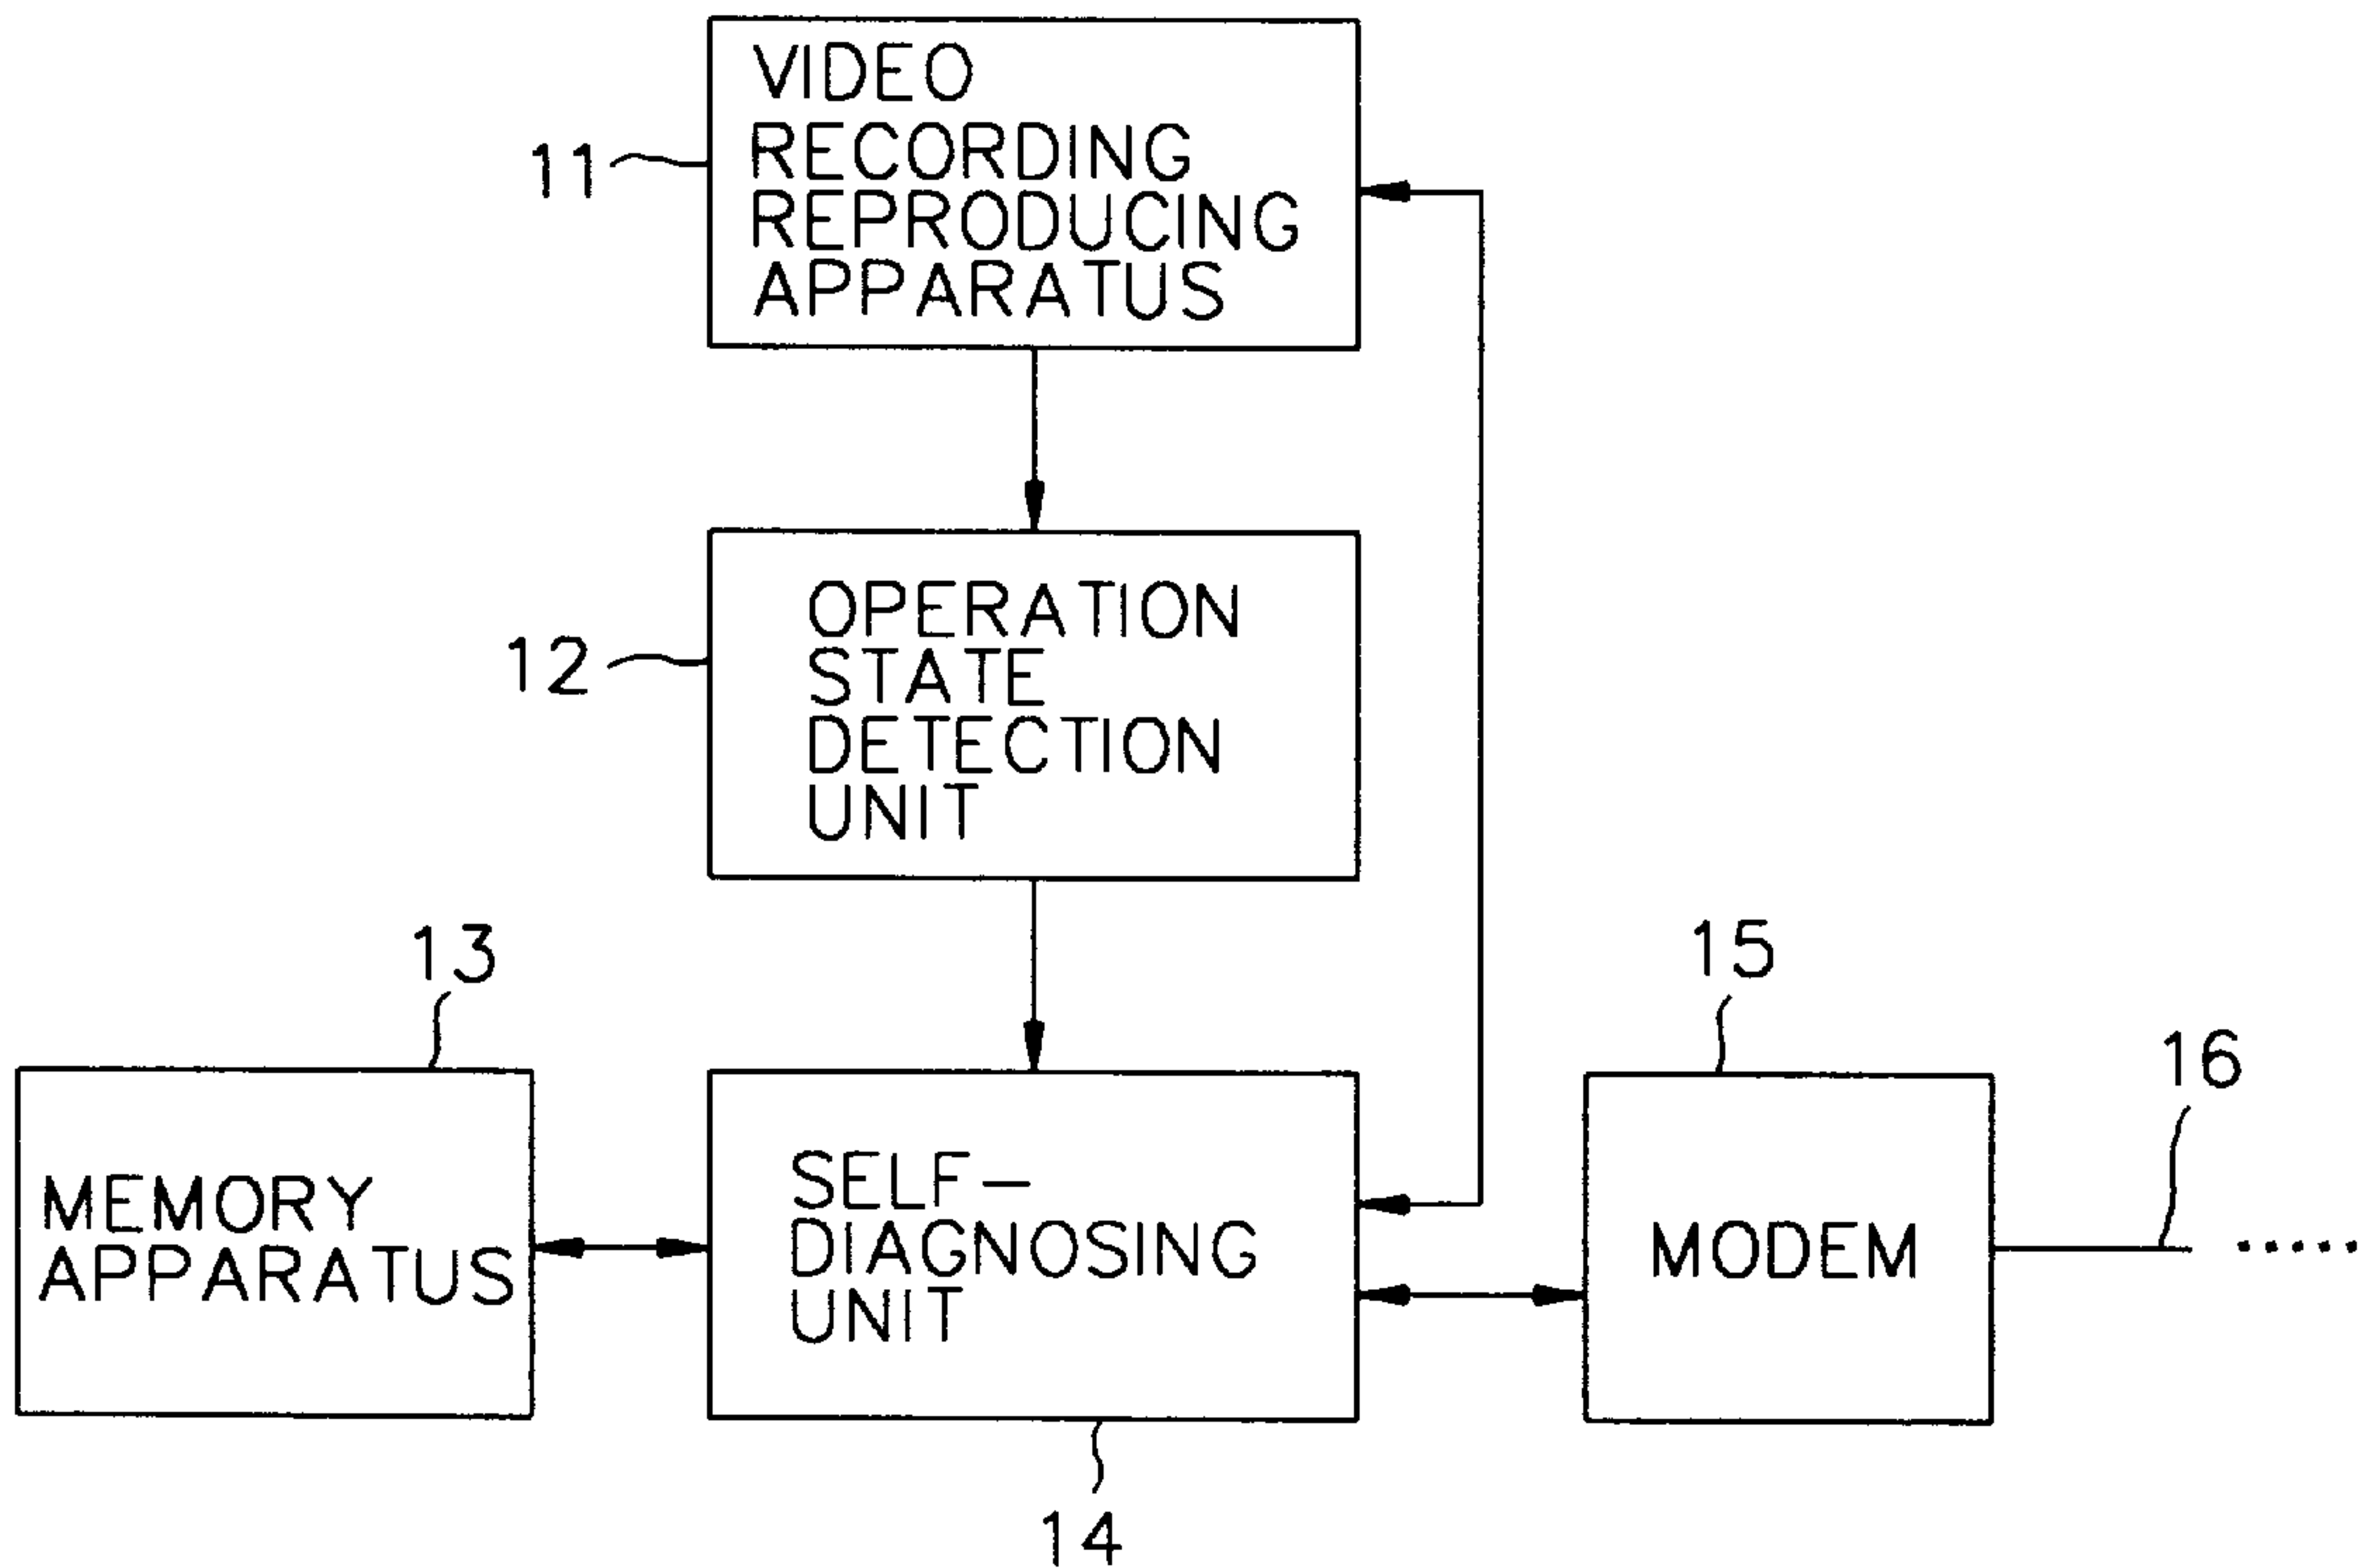 VIDEO
RECORDING
REPRODUCING
APPARATUS
11
OPERATION
STATE
DETECTION
UNIT
12
13
MEMORY
APPARATUS
SELF-
DIAGNOSING
UNIT
14
15
MODEM
16